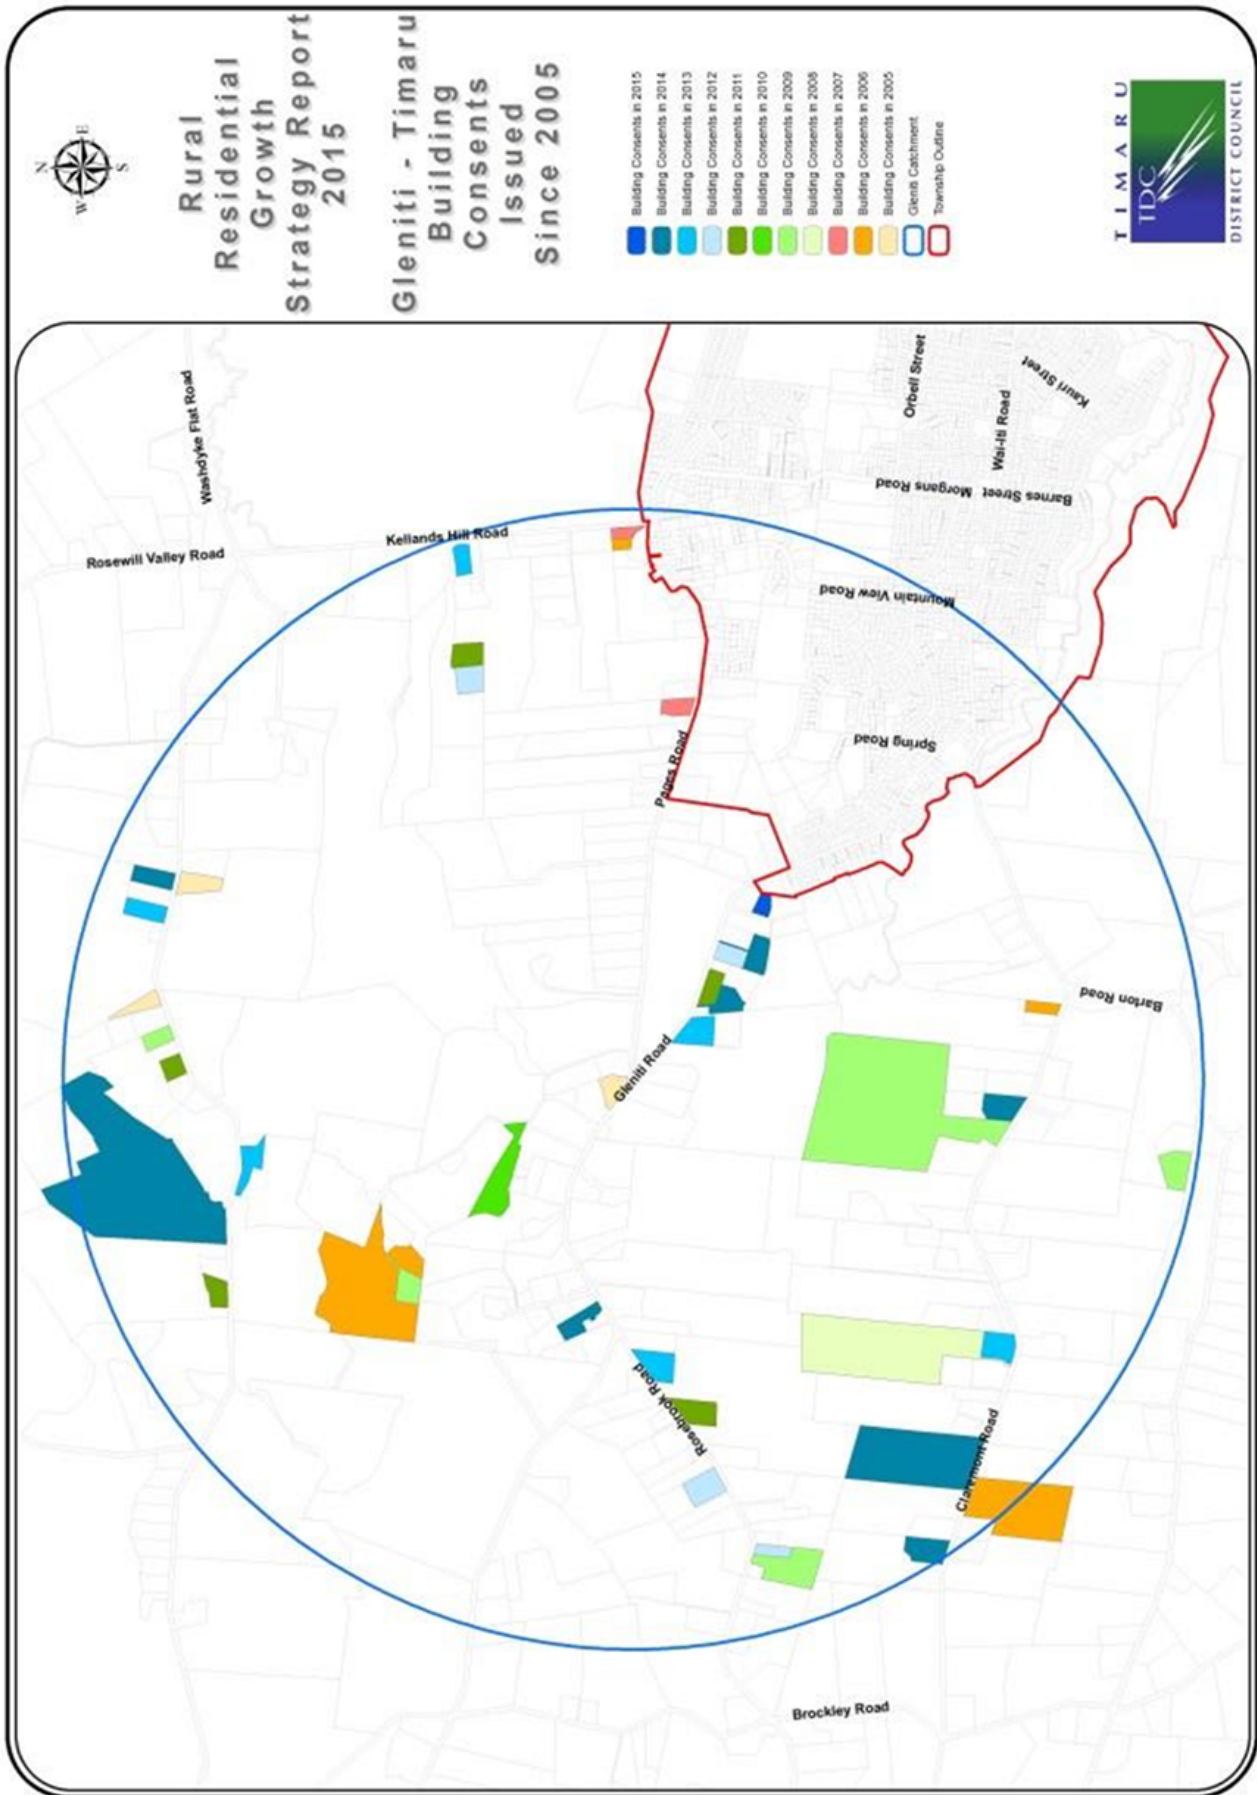 N
W
E
S
Rural
Residential
Growth
Strategy Report
2015
Gleniti - Timaru
Building
Consents
Issued
Since 2005
Building Consents in 2015
Building Consents in 2014
Building Consents in 2013
Building Consents in 2012
Building Consents in 2011
Building Consents in 2010
Building Consents in 2009
Building Consents in 2008
Building Consents in 2007
Building Consents in 2006
Building Consents in 2005
Gleniti Catchment
Township Outline
TIMARU
TDC
DISTRICT COUNCIL
Washdyke Flat Road
Rosewill Valley Road
Kellands Hill Road
Orbell Street
Wai-Iti Road
Kauri Street
Morgans Road
Barnes Street
Mountain View Road
Spring Road
Pages Road
Gleniti Road
Barton Road
Rosebrook Road
Claremont Road
Brockley Road